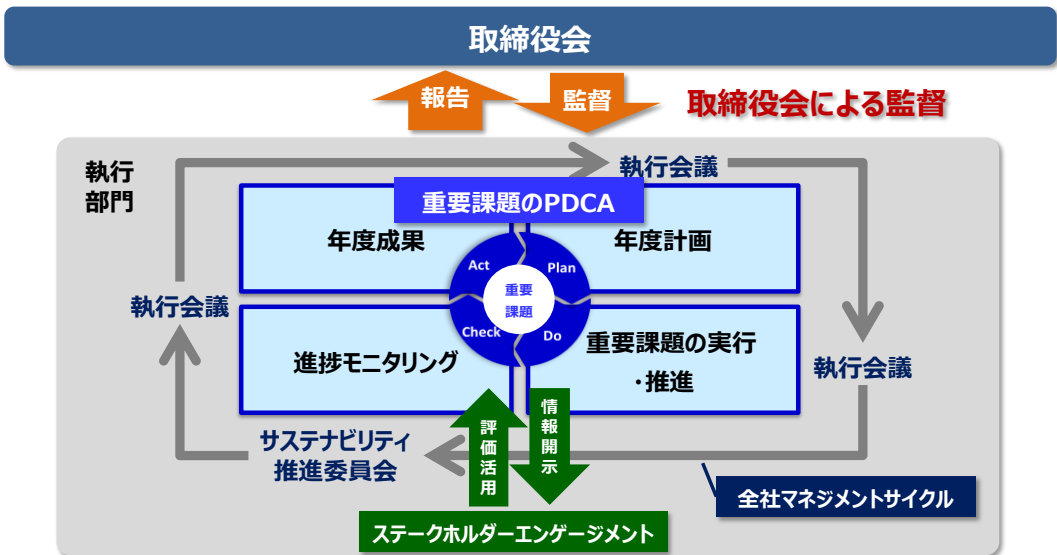 取締役会
報告
監督
取締役会による監督
執行
部門
執行会議
重要課題のPDCA
年度成果
年度計画
Act
Plan
重要
課題
執行会議
Check
Do
進捗モニタリング
重要課題の実行
・推進
執行会議
評価活用
情報開示
サステナビリティ
推進委員会
全社マネジメントサイクル
ステークホルダーエンゲージメント